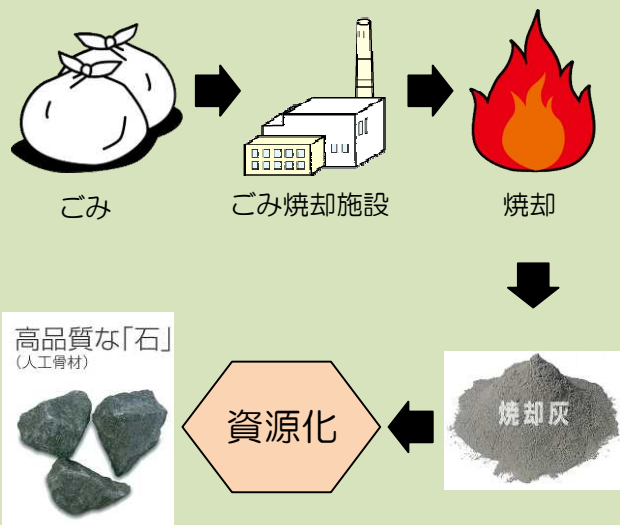 ごみ
ごみ焼却施設
焼却
焼却灰
資源化
高品質な「石」
(人工骨材)